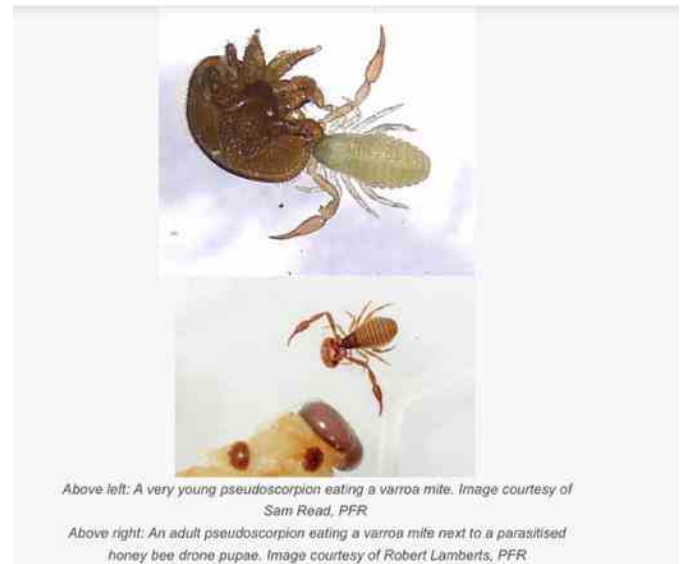 Above left: A very young pseudoscorpion eating a varroa mite. Image courtesy of
Sam Read, PFR
Above right: An adult pseudoscorpion eating a varroa mite next to a parasitised
honey bee drone pupae. Image courtesy of Robert Lamberts, PFR